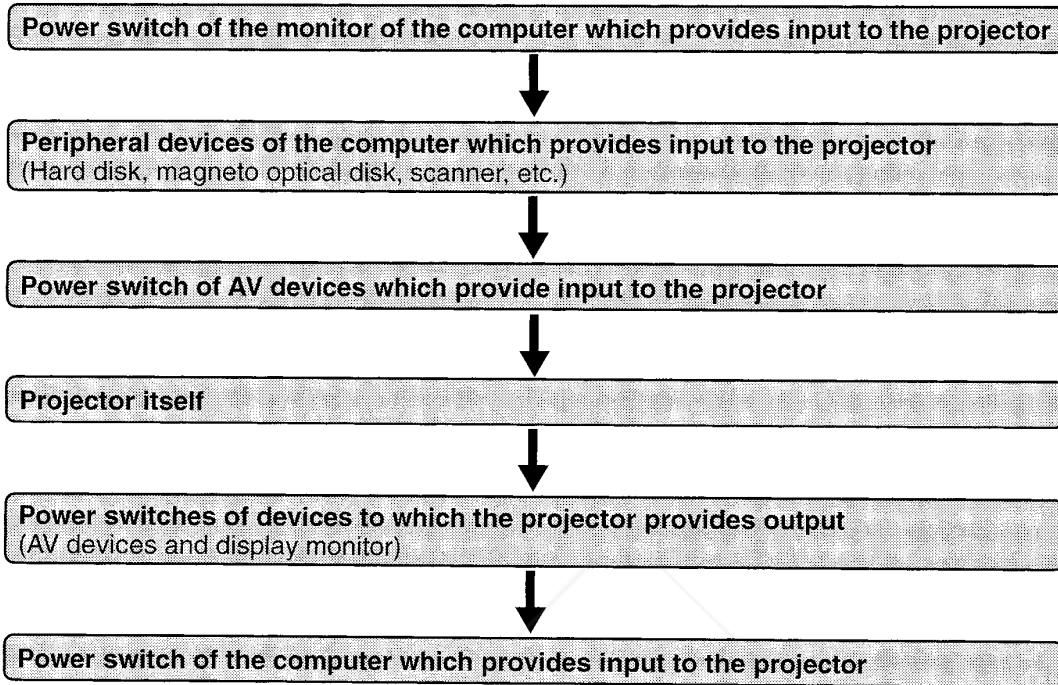 Power switch of the monitor of the computer which provides input to the projector
Peripheral devices of the computer which provides input to the projector
(Hard disk, magneto optical disk, scanner, etc.)
Power switch of AV devices which provide input to the projector
Projector itself
Power switches of devices to which the projector provides output
(AV devices and display monitor)
Power switch of the computer which provides input to the projector